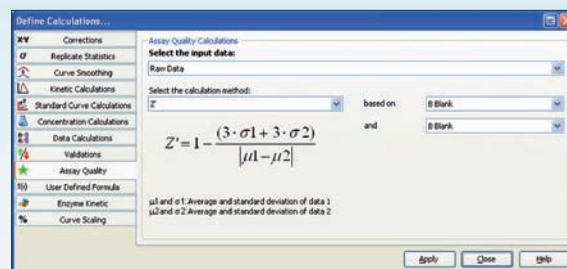 Define Calculations...
X•Y Corrections
σ Replicate Statistics
Curve Smoothing
Kinetic Calculations
Standard Curve Calculations
Concentration Calculations
Data Calculations
Validations
Assay Quality
f(x) User Defined Formula
Enzyme Kinetic
% Curve Scaling
Assay Quality Calculations
Select the input data:
Raw Data
Select the calculation method:
Z' based on B Blank
and B Blank
Z' = 1 - (3 · σ1 + 3 · σ 2) / |μ1 − μ2|
μ1 and σ 1: Average and standard deviation of data 1
μ2 and σ 2: Average and standard deviation of data 2
Apply Close Help